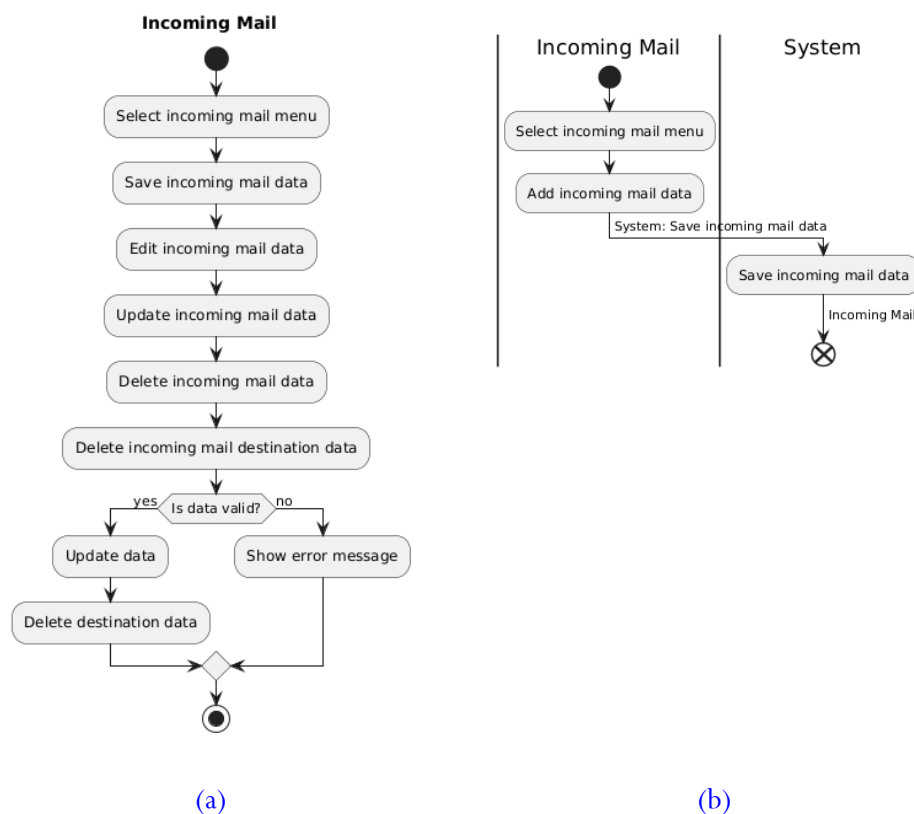 Incoming Mail
Select incoming mail menu
Save incoming mail data
Edit incoming mail data
Update incoming mail data
Delete incoming mail data
Delete incoming mail destination data
yes
Is data valid?
no
Update data
Show error message
Delete destination data
(a)
Incoming Mail
System
Select incoming mail menu
Add incoming mail data
System: Save incoming mail data
Save incoming mail data
Incoming Mail
(b)